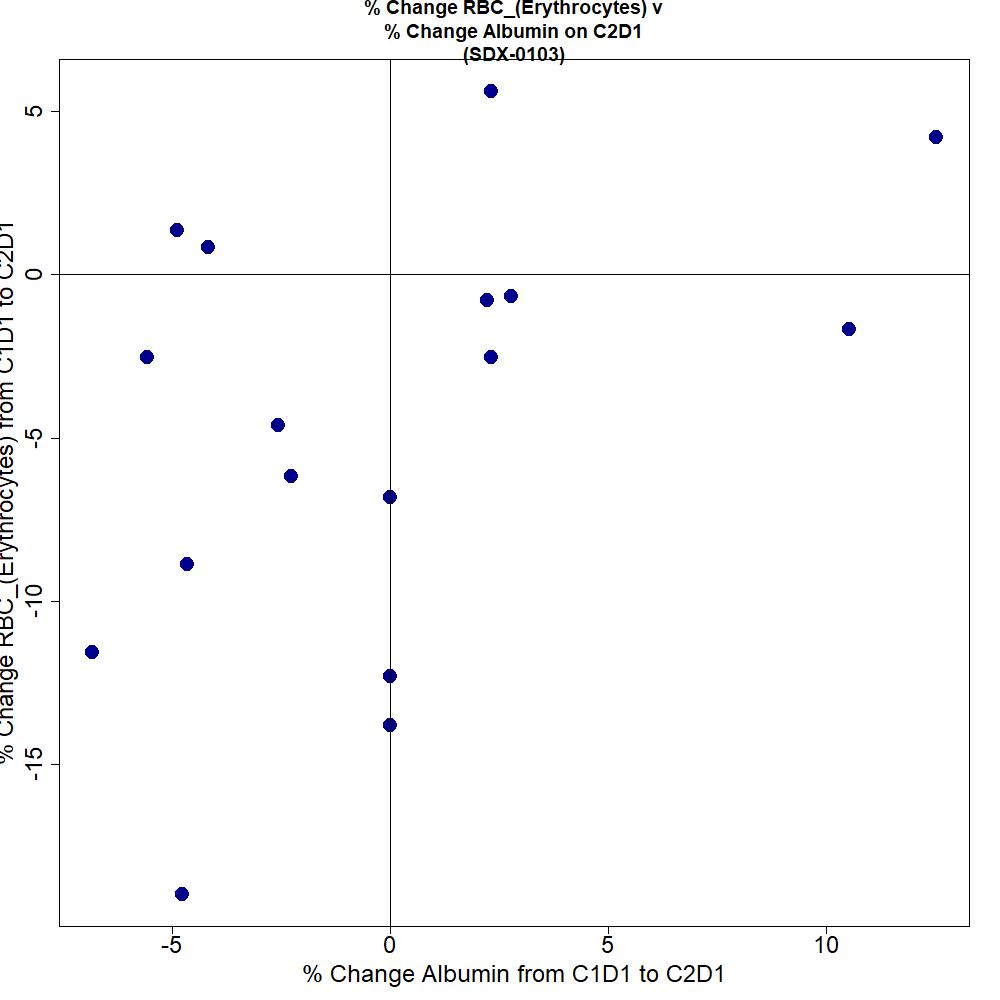 % Change RBC_(Erythrocytes) v
% Change Albumin on C2D1
(SDX-0103)
% Change RBC_(Erythrocytes) from C1D1 to C2D1
5
0
-5
-10
-15
-5
0
5
10
% Change Albumin from C1D1 to C2D1